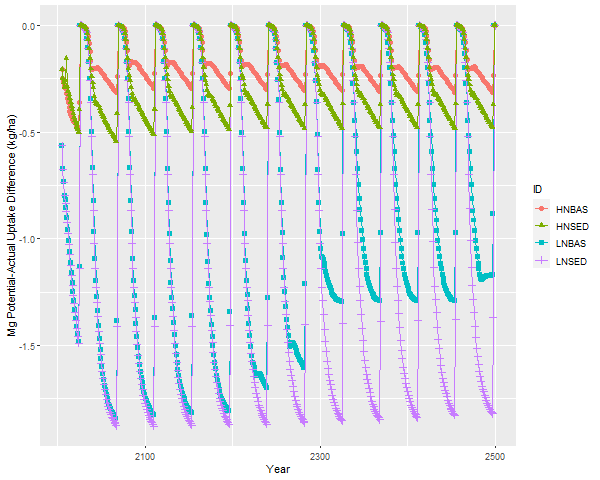 Mg Potential-Actual Uptake Difference (kg/ha)
0.0
-0.5
-1.0
-1.5
2100
2300
2500
Year
ID
HNBAS
HNSED
LNBAS
LNSED